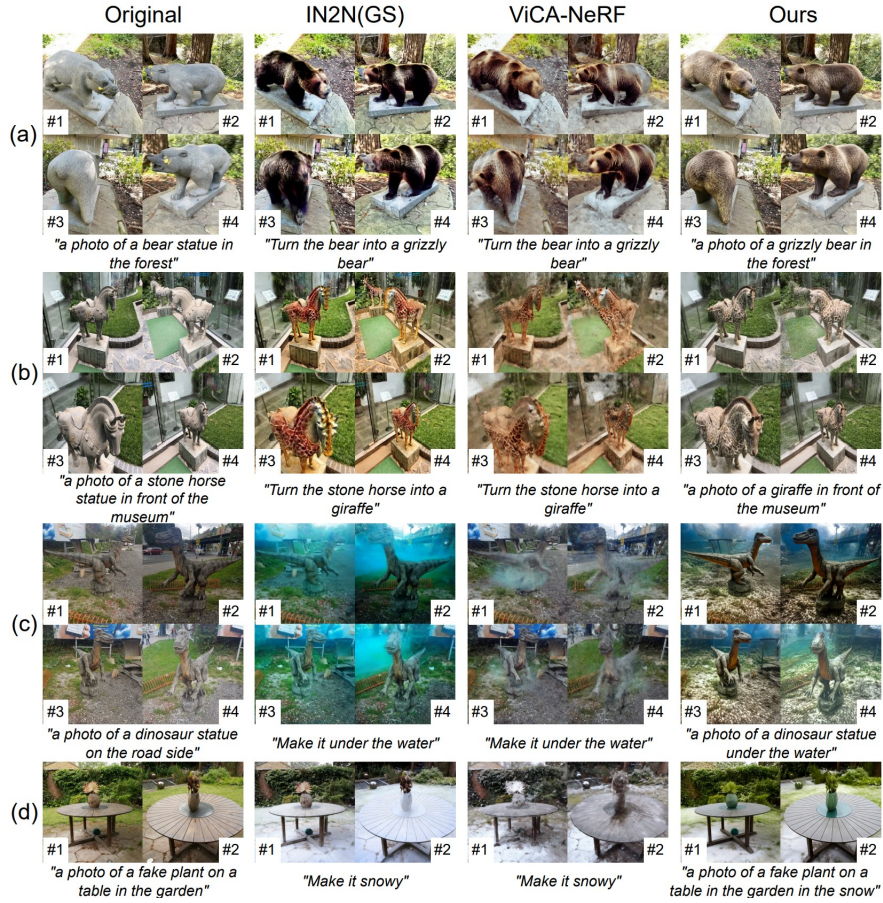 Original IN2N(GS) ViCA-NeRF Ours
(a)
#1 #2 #1 #2 #1 #2 #1 #2
#3 #4 #3 #4 #3 #4 #3 #4
"a photo of a bear statue in
the forest"
"Turn the bear into a grizzly
bear"
"Turn the bear into a grizzly
bear"
"a photo of a grizzly bear in
the forest"
(b)
#1 #2 #1 #2 #1 #2 #1 #2
#3 #4 #3 #4 #3 #4 #3 #4
"a photo of a stone horse
statue in front of the
museum"
"Turn the stone horse into a
giraffe"
"Turn the stone horse into a
giraffe"
"a photo of a giraffe in front of
the museum"
(c)
#1 #2 #1 #2 #1 #2 #1 #2
#3 #4 #3 #4 #3 #4 #3 #4
"a photo of a dinosaur statue
on the road side"
"Make it under the water"
"Make it under the water"
"a photo of a dinosaur statue
under the water"
(d)
#1 #2 #1 #2 #1 #2 #1 #2
"a photo of a fake plant on a
table in the garden"
"Make it snowy"
"Make it snowy"
"a photo of a fake plant on a
table in the garden in the snow"